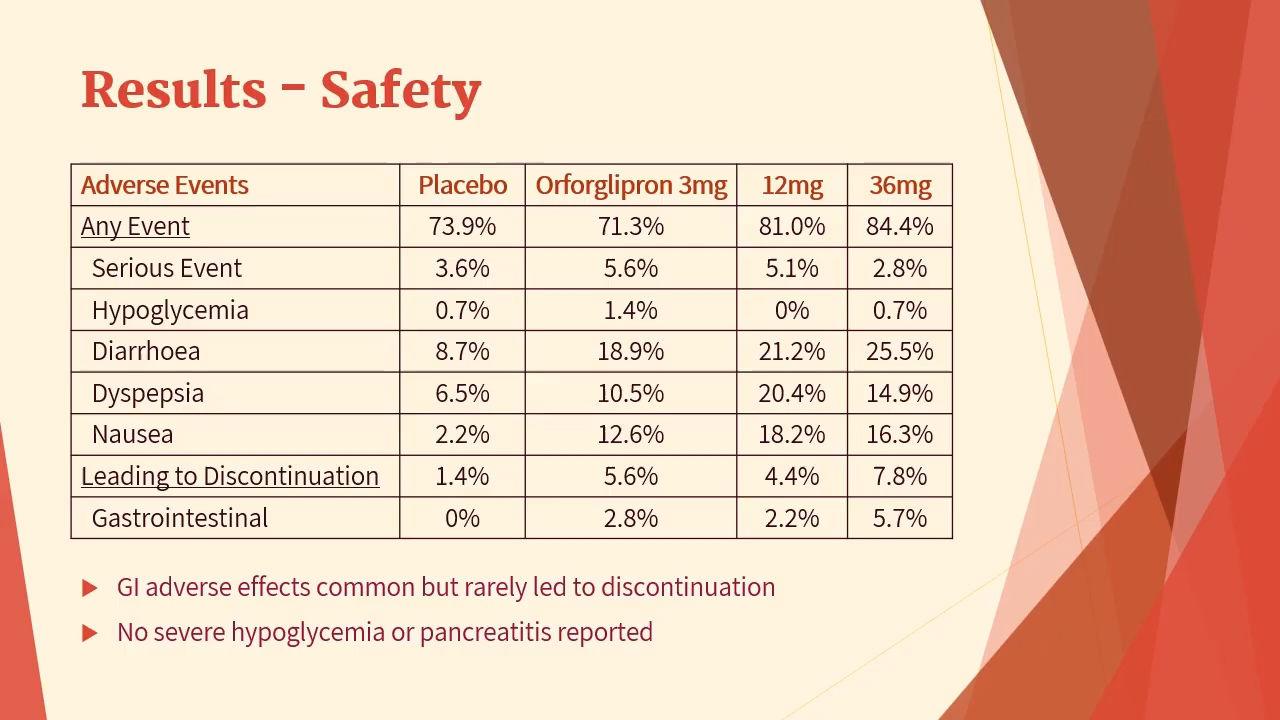 Results – Safety
Adverse Events Placebo Orforglipron 3mg 12mg 36mg
Any Event 73.9% 71.3% 81.0% 84.4%
Serious Event 3.6% 5.6% 5.1% 2.8%
Hypoglycemia 0.7% 1.4% 0% 0.7%
Diarrhoea 8.7% 18.9% 21.2% 25.5%
Dyspepsia 6.5% 10.5% 20.4% 14.9%
Nausea 2.2% 12.6% 18.2% 16.3%
Leading to Discontinuation 1.4% 5.6% 4.4% 7.8%
Gastrointestinal 0% 2.8% 2.2% 5.7%
GI adverse effects common but rarely led to discontinuation
No severe hypoglycemia or pancreatitis reported